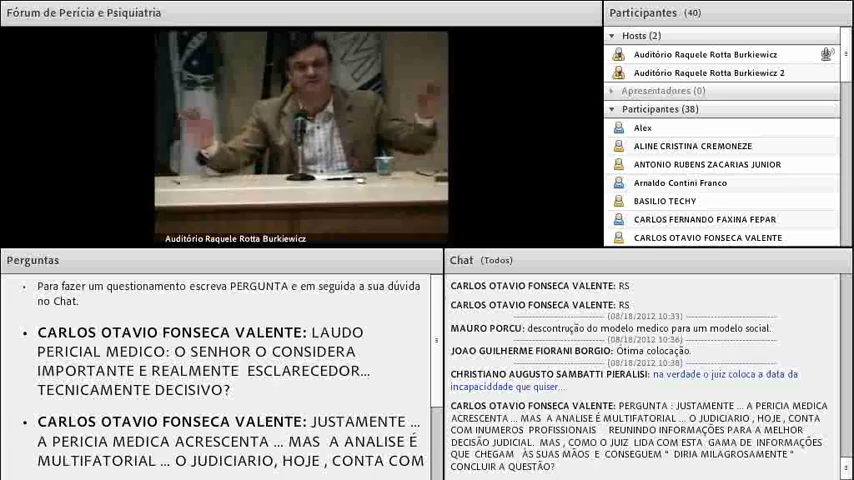 Fórum de Perícia e Psiquiatria
Auditório Raquele Rotta Burkiewicz
Participantes (40)
Hosts (2)
Auditório Raquele Rotta Burkiewicz
Auditório Raquele Rotta Burkiewicz 2
Apresentadores (0)
Participantes (38)
Alex
ALINE CRISTINA CREMONEZE
ANTONIO RUBENS ZACARIAS JUNIOR
Arnaldo Contini Franco
BASILIO TECHY
CARLOS FERNANDO FAXINA FEPAR
CARLOS OTAVIO FONSECA VALENTE
Perguntas
• Para fazer um questionamento escreva PERGUNTA e em seguida a sua dúvida
no Chat.
• CARLOS OTAVIO FONSECA VALENTE: LAUDO
PERICIAL MEDICO: O SENHOR O CONSIDERA
IMPORTANTE E REALMENTE ESCLARECEDOR...
TECNICAMENTE DECISIVO?
• CARLOS OTAVIO FONSECA VALENTE: JUSTAMENTE ...
A PERICIA MEDICA ACRESCENTA ... MAS A ANALISE É
MULTIFATORIAL ... O JUDICIARIO, HOJE , CONTA COM
Chat (Todos)
CARLOS OTAVIO FONSECA VALENTE: RS
CARLOS OTAVIO FONSECA VALENTE: RS
(08/18/2012 10:33)
MAURO PORCU: descontrução do modelo medico para um modelo social.
(08/18/2012 10:36)
JOAO GUILHERME FIORANI BORGIO: Ótima colocação.
(08/18/2012 10:38)
CHRISTIANO AUGUSTO SAMBATTI PIERALISI: na verdade o juiz coloca a data da
incapaciddade que quiser...
CARLOS OTAVIO FONSECA VALENTE: PERGUNTA : JUSTAMENTE ... A PERICIA MEDICA
ACRESCENTA ... MAS A ANALISE É MULTIFATORIAL ... O JUDICIARIO , HOJE , CONTA
COM INUMEROS PROFISSIONAIS REUNINDO INFORMAÇÕES PARA A MELHOR
DECISÃO JUDICIAL. MAS , COMO O JUIZ LIDA COM ESTA GAMA DE INFORMAÇÕES
QUE CHEGAM ÀS SUAS MÃOS E CONSEGUEM " DIRIA MILAGROSAMENTE "
CONCLUIR A QUESTÃO?